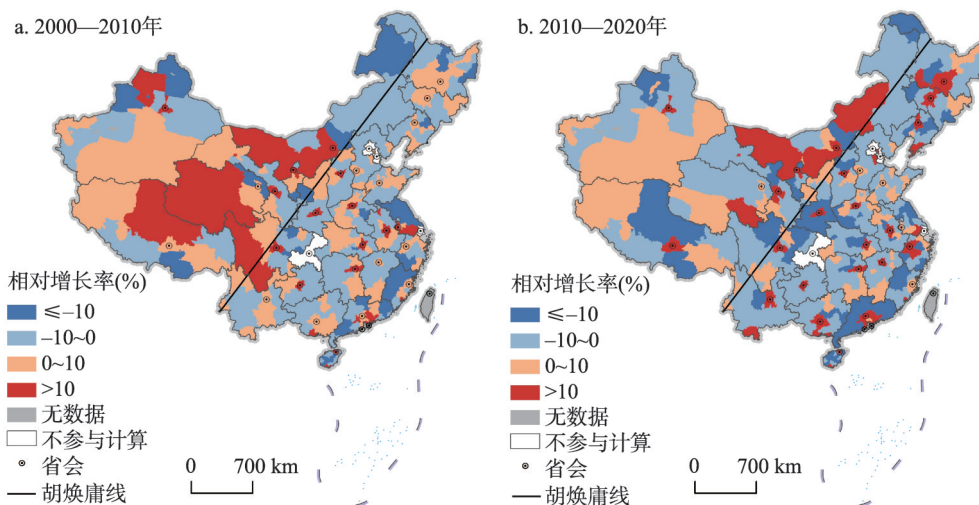 a. 2000—2010年
相对增长率(%)
≤–10
–10~0
0~10
>10
无数据
不参与计算
省会
胡焕庸线
0 700 km
b. 2010—2020年
相对增长率(%)
≤–10
–10~0
0~10
>10
无数据
不参与计算
省会
胡焕庸线
0 700 km